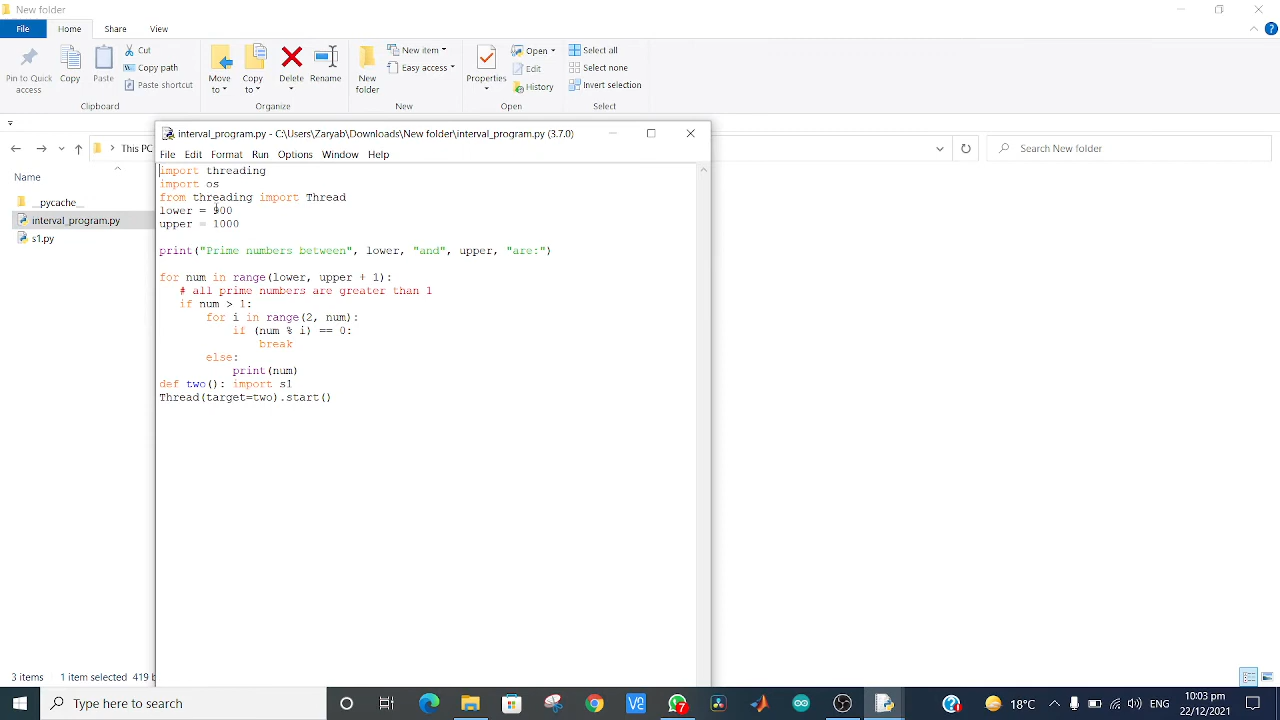 New folder
File Home Share View
Pin to Quick access
Copy
Paste
Cut
Copy path
Paste shortcut
Clipboard
Move to
Copy to
Delete
Rename
Organize
New folder
New item
Easy access
New
Properties
Open
Edit
History
Open
Select all
Select none
Invert selection
Select
This PC
Search New folder
Name
__pycache__
interval_program.py
s1.py
interval_program.py - C:\Users\Zaryab\Downloads\New folder\interval_program.py (3.7.0)
File Edit Format Run Options Window Help
import threading
import os
from threading import Thread
lower = 900
upper = 1000
print("Prime numbers between", lower, "and", upper, "are:")
for num in range(lower, upper + 1):
# all prime numbers are greater than 1
if num > 1:
for i in range(2, num):
if (num % i) == 0:
break
else:
print(num)
def two(): import s1
Thread(target=two).start()
3 items 1 item selected 419 b
Type here to search
7
18°C
ENG
10:03 pm
22/12/2021